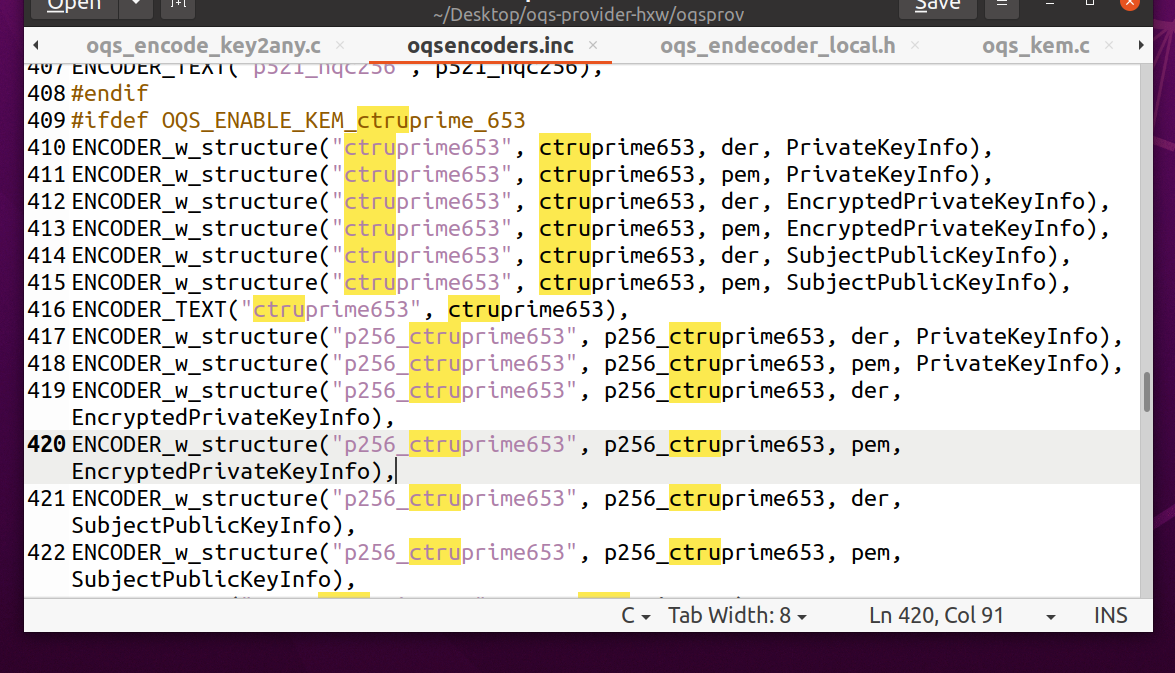 Open
Save
~/Desktop/oqs-provider-hxw/oqsprov
oqs_encode_key2any.c × oqsencoders.inc × oqs_endecoder_local.h × oqs_kem.c ×
407 ENCODER_TEXT("p521_hqc256", p521_hqc256),
408 #endif
409 #ifdef OQS_ENABLE_KEM_ctruprime_653
410 ENCODER_w_structure("ctruprime653", ctruprime653, der, PrivateKeyInfo),
411 ENCODER_w_structure("ctruprime653", ctruprime653, pem, PrivateKeyInfo),
412 ENCODER_w_structure("ctruprime653", ctruprime653, der, EncryptedPrivateKeyInfo),
413 ENCODER_w_structure("ctruprime653", ctruprime653, pem, EncryptedPrivateKeyInfo),
414 ENCODER_w_structure("ctruprime653", ctruprime653, der, SubjectPublicKeyInfo),
415 ENCODER_w_structure("ctruprime653", ctruprime653, pem, SubjectPublicKeyInfo),
416 ENCODER_TEXT("ctruprime653", ctruprime653),
417 ENCODER_w_structure("p256_ctruprime653", p256_ctruprime653, der, PrivateKeyInfo),
418 ENCODER_w_structure("p256_ctruprime653", p256_ctruprime653, pem, PrivateKeyInfo),
419 ENCODER_w_structure("p256_ctruprime653", p256_ctruprime653, der,
EncryptedPrivateKeyInfo),
420 ENCODER_w_structure("p256_ctruprime653", p256_ctruprime653, pem,
EncryptedPrivateKeyInfo),
421 ENCODER_w_structure("p256_ctruprime653", p256_ctruprime653, der,
SubjectPublicKeyInfo),
422 ENCODER_w_structure("p256_ctruprime653", p256_ctruprime653, pem,
SubjectPublicKeyInfo),
C Tab Width: 8 Ln 420, Col 91 INS